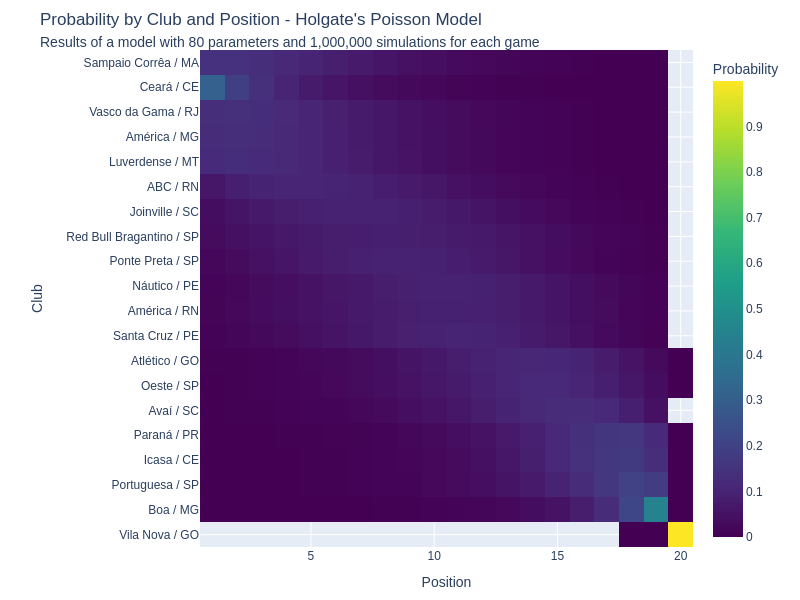 Probability by Club and Position - Holgate's Poisson Model
Results of a model with 80 parameters and 1,000,000 simulations for each game
Probability
Club
Sampaio Corrêa / MA
Ceará / CE
Vasco da Gama / RJ
América / MG
Luverdense / MT
ABC / RN
Joinville / SC
Red Bull Bragantino / SP
Ponte Preta / SP
Náutico / PE
América / RN
Santa Cruz / PE
Atlético / GO
Oeste / SP
Avaí / SC
Paraná / PR
Icasa / CE
Portuguesa / SP
Boa / MG
Vila Nova / GO
0.9
0.8
0.7
0.6
0.5
0.4
0.3
0.2
0.1
0
5 10 15 20
Position